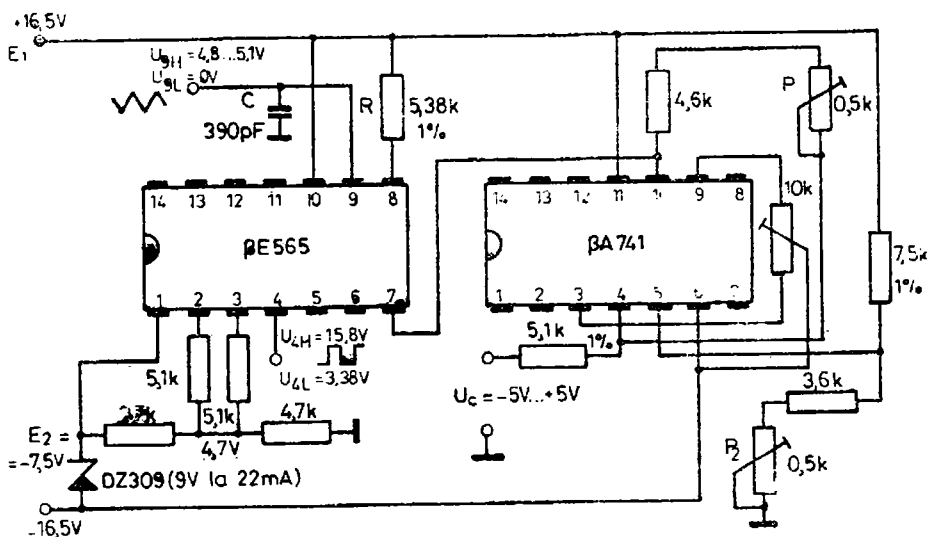 +16,5V
E1
U9H = 4,8...5,1V
U9L = 0V
C
390pF
R
5,38k
1%
4,6k
P
0,5k
14 13 12 11 10 9 8
βE565
1 2 3 4 5 6 7
14 13 12 11 9 8
βA741
1 2 3 4 5 6
10k
7,5k
1%
5,1k
5,1k
U4H = 15,8V
U4L = 3,38V
5,1k
1%
Uc = -5V...+5V
3,6k
P2
0,5k
4,7k
4,7V
E2 =
= -7,5V
DZ309 (9V la 22mA)
-16,5V